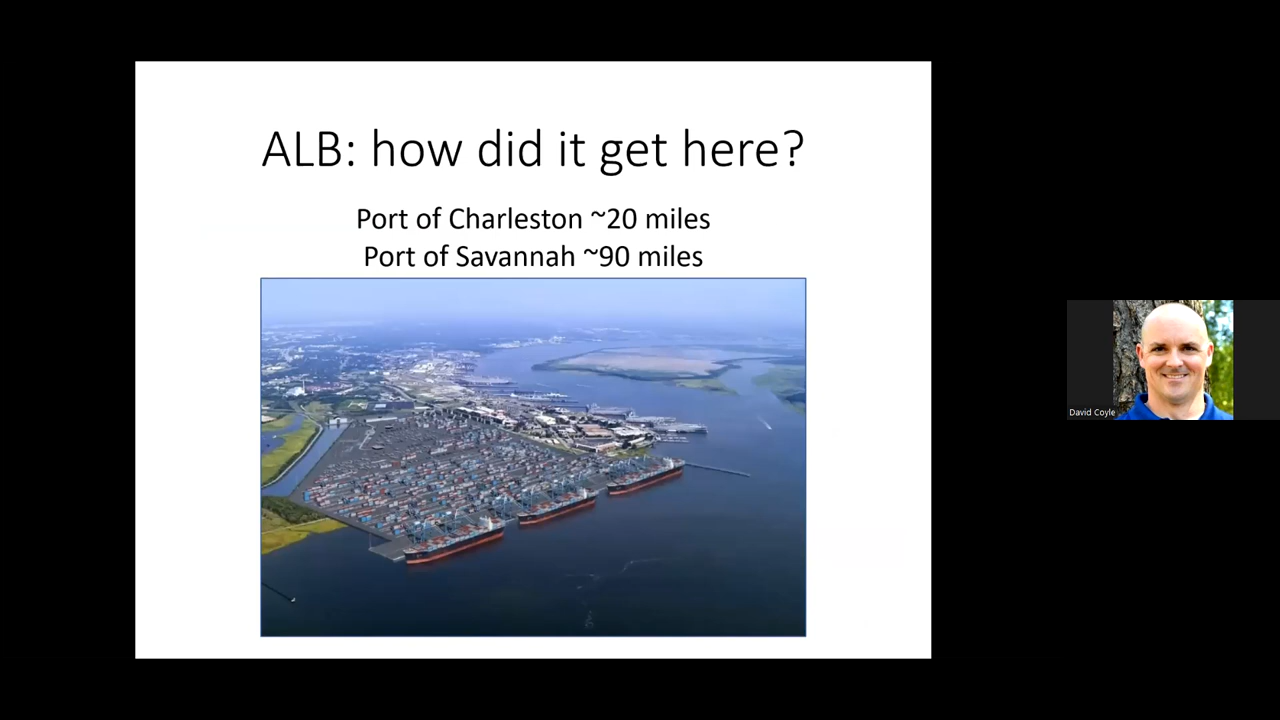 ALB: how did it get here?
Port of Charleston ~20 miles
Port of Savannah ~90 miles
David Coyle